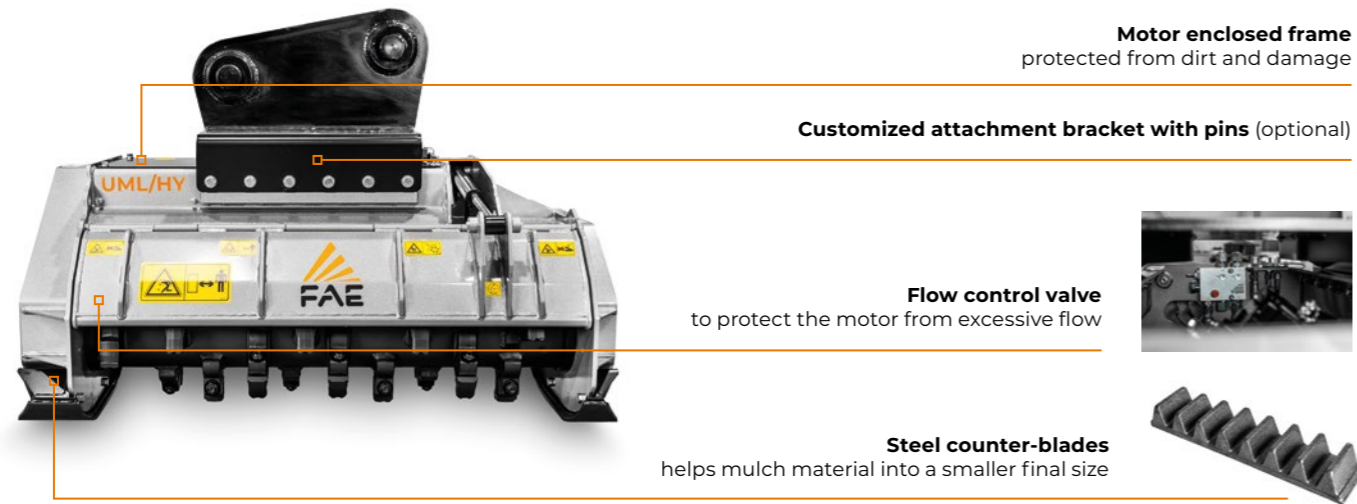 Motor enclosed frame
protected from dirt and damage
Customized attachment bracket with pins (optional)
UML/HY
FAE
Flow control valve
to protect the motor from excessive flow
Steel counter-blades
helps mulch material into a smaller final size